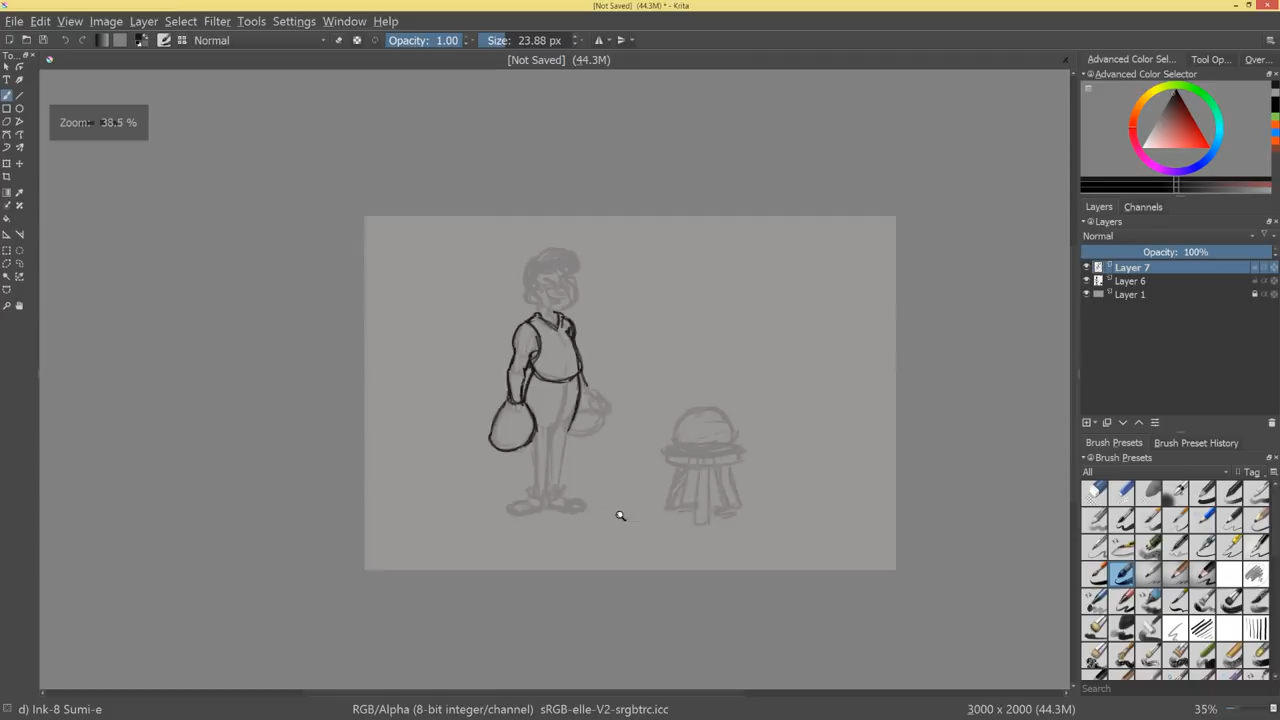 [Not Saved] (44.3M) * - Krita
File Edit View Image Layer Select Filter Tools Settings Window Help
Normal Opacity: 1.00 Size: 23.88 px
To...
[Not Saved] (44.3M)
Zoom: 38.5 %
Advanced Color Sel... Tool Op... Over...
Advanced Color Selector
Layers Channels
Layers
Normal
Opacity: 100%
Layer 7
Layer 6
Layer 1
Brush Presets Brush Preset History
Brush Presets
All Tag
Search
d) Ink-8 Sumi-e RGB/Alpha (8-bit integer/channel) sRGB-elle-V2-srgbtrc.icc 3000 x 2000 (44.3M) 35%